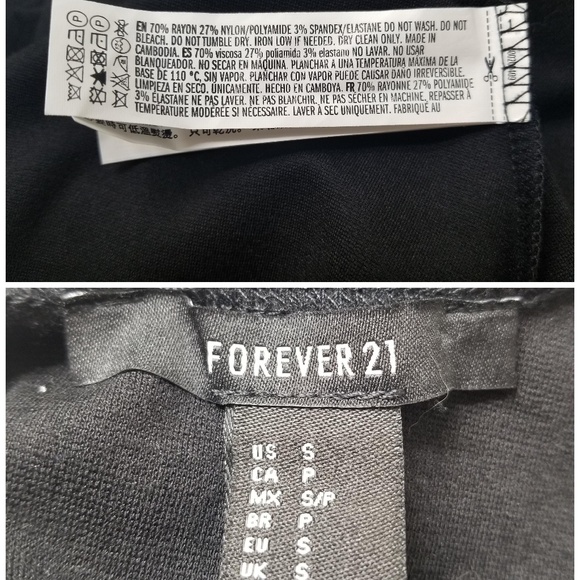 EN 70% RAYON 27% NYLON/POLYAMIDE 3% SPANDEX/ELASTANE DO NOT WASH. DO NOT
BLEACH. DO NOT TUMBLE DRY. IRON LOW IF NEEDED. DRY CLEAN ONLY. MADE IN
CAMBODIA. ES 70% viscosa 27% poliamida 3% elastano NO LAVAR. NO USAR
BLANQUEADOR. NO SECAR EN MÁQUINA. PLANCHAR A UNA TEMPERATURA MÁXIMA DE LA
BASE DE 110 °C, SIN VAPOR. PLANCHAR CON VAPOR PUEDE CAUSAR DAÑO IRREVERSIBLE.
LIMPIEZA EN SECO, ÚNICAMENTE. HECHO EN CAMBOYA. FR 70% RAYONNE 27% POLYAMIDE
3% ÉLASTANE NE PAS LAVER. NE PAS BLANCHIR. NE PAS SÉCHER EN MACHINE, REPASSER À
TEMPÉRATURE MODÉRÉE SI NÉCESSAIRE. LAVER À SEC UNIQUEMENT. FABRIQUÉ AU
FOREVER 21
US S
CA P
MX S/P
BR P
EU S
UK S